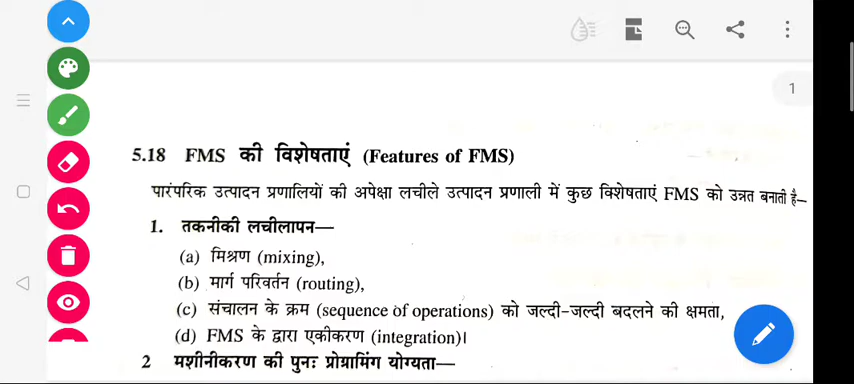 1
5.18 FMS की विशेषताएं (Features of FMS)
पारंपरिक उत्पादन प्रणालियों की अपेक्षा लचीले उत्पादन प्रणाली में कुछ विशेषताएं FMS को उन्नत बनाती है—
1. तकनीकी लचीलापन—
(a) मिश्रण (mixing),
(b) मार्ग परिवर्तन (routing),
(c) संचालन के क्रम (sequence of operations) को जल्दी-जल्दी बदलने की क्षमता,
(d) FMS के द्वारा एकीकरण (integration)।
2 मशीनीकरण की पुनः प्रोग्रामिंग योग्यता—